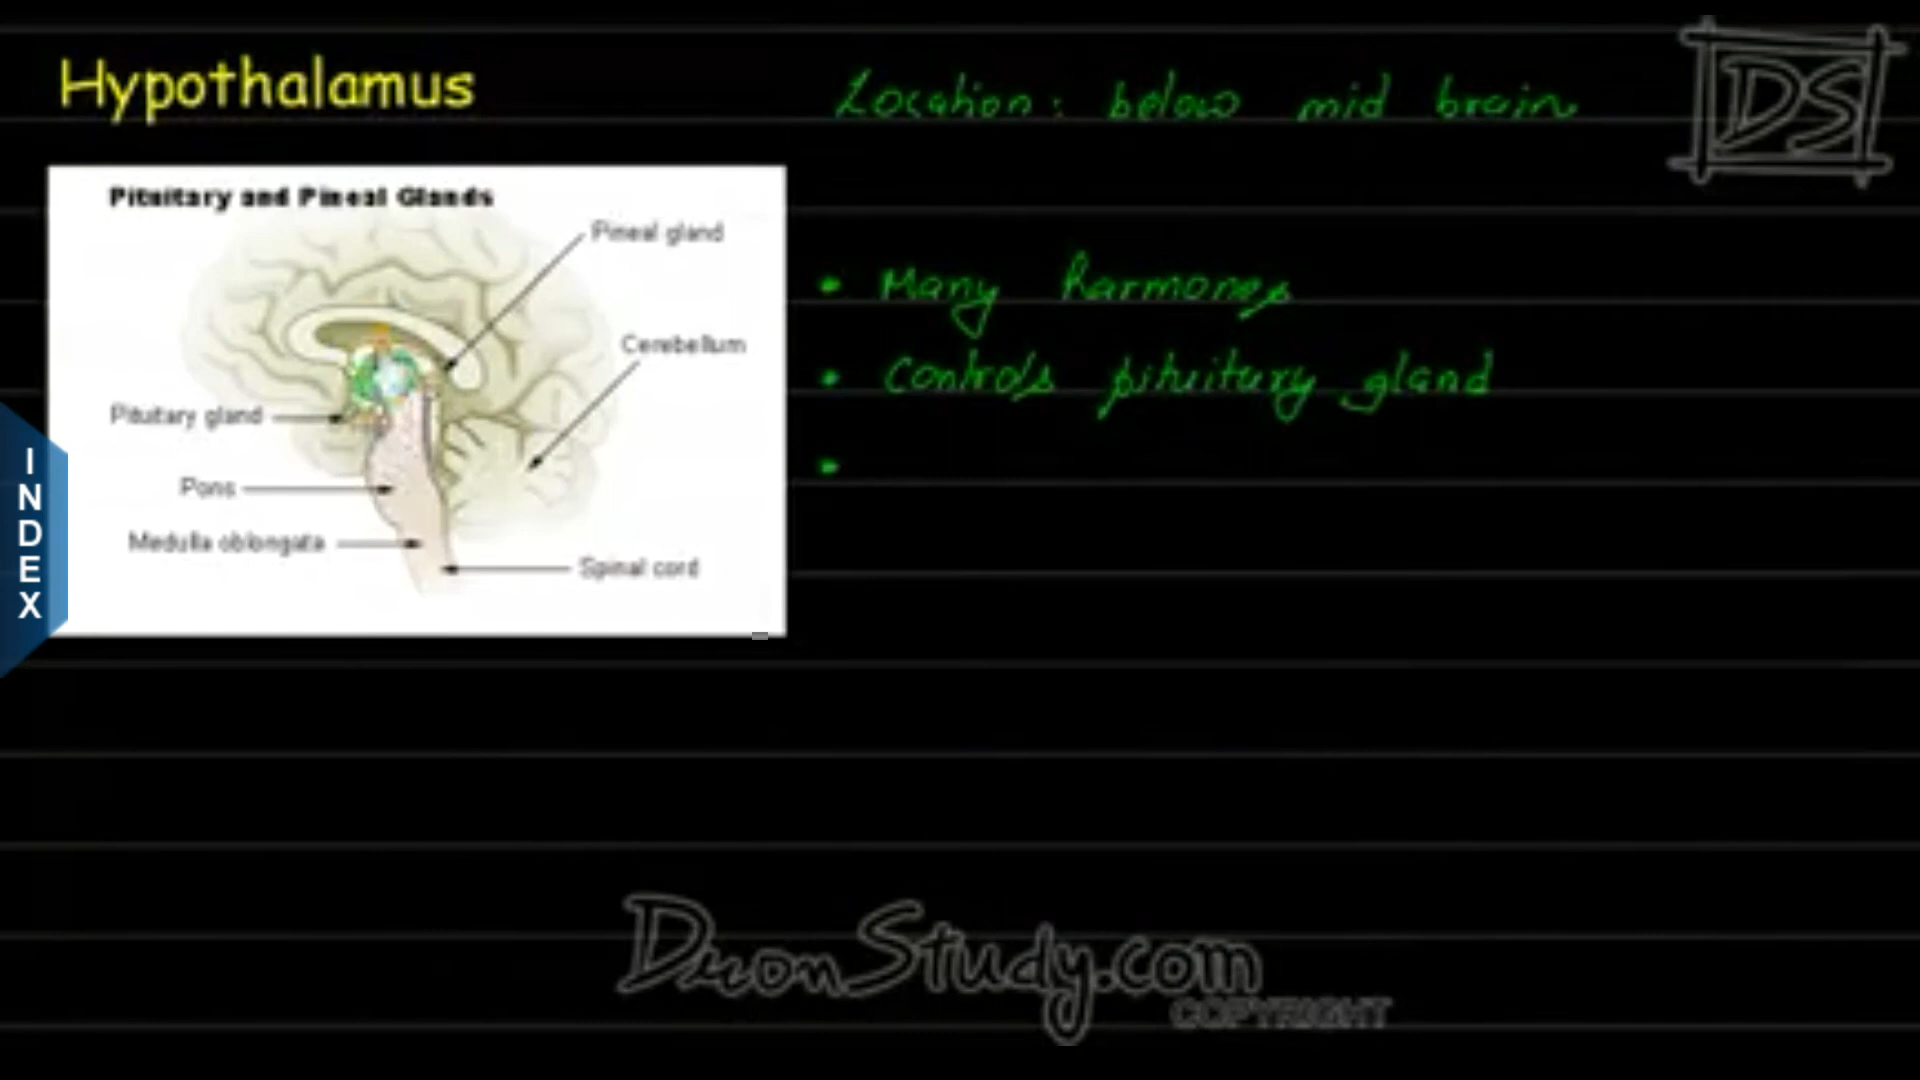 Hypothalamus
Location: below mid brain
DS
Pituitary and Pineal Glands
Pineal gland
Cerebellum
Pituitary gland
Pons
Medulla oblongata
Spinal cord
• Many harmones
• Controls pituitury gland
•
INDEX
DronStudy.com
COPYRIGHT